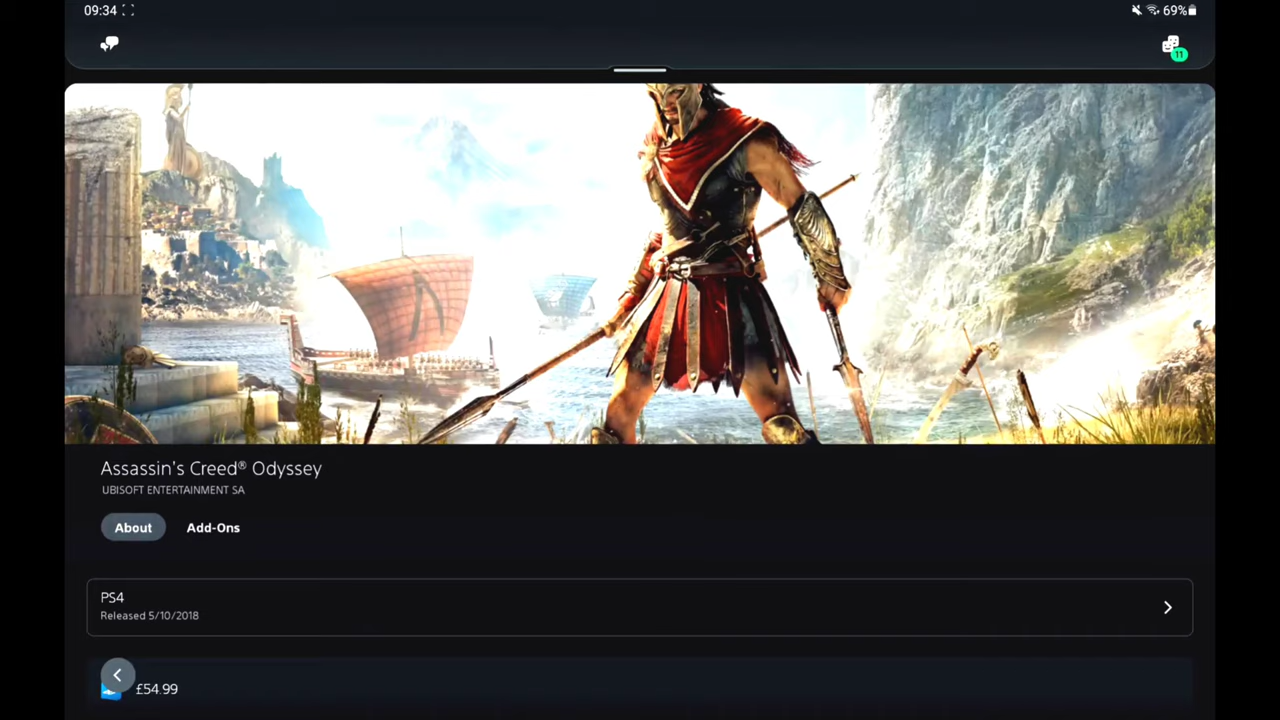 09:34
69%
11
Assassin's Creed® Odyssey
UBISOFT ENTERTAINMENT SA
About
Add-Ons
PS4
Released 5/10/2018
£54.99